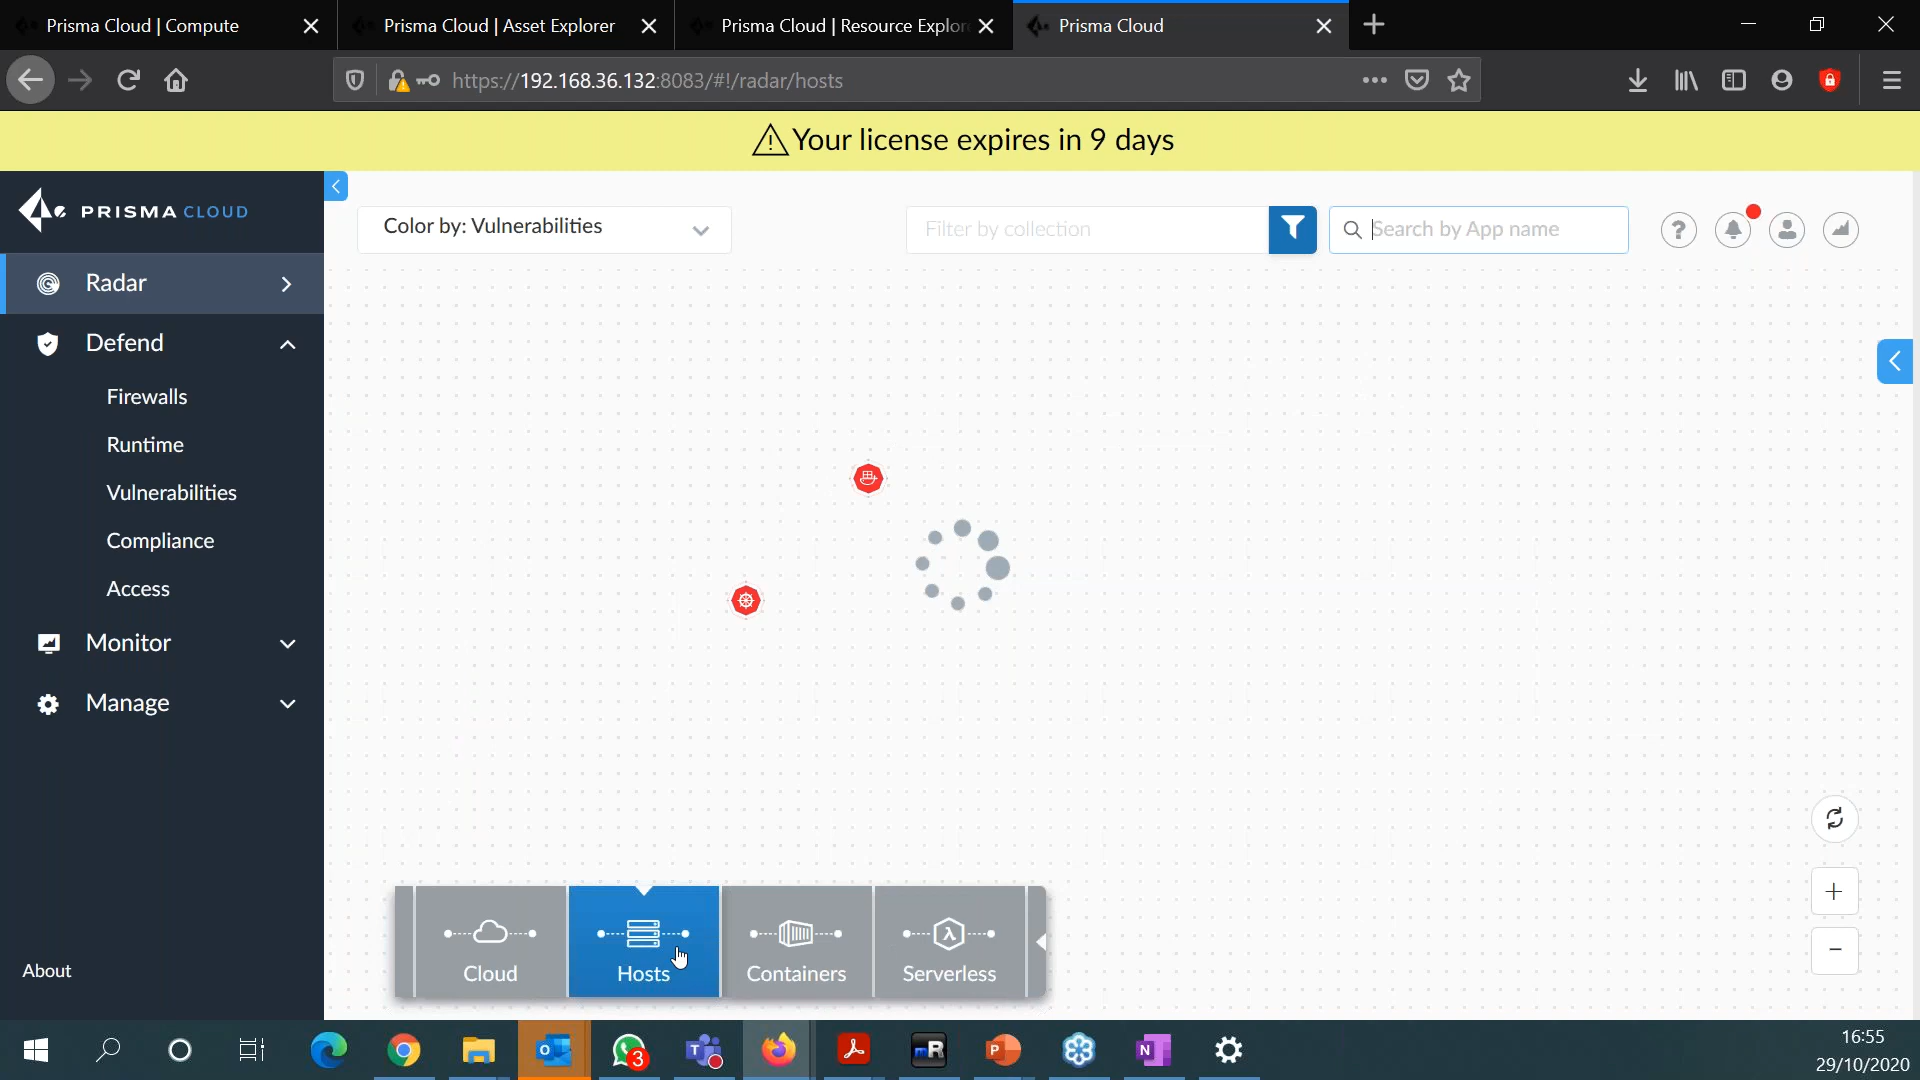 Prisma Cloud | Compute
Prisma Cloud | Asset Explorer
Prisma Cloud | Resource Explor
Prisma Cloud
https://192.168.36.132:8083/#!/radar/hosts
Your license expires in 9 days
PRISMA CLOUD
Color by: Vulnerabilities
Filter by collection
Search by App name
?
Radar
Defend
Firewalls
Runtime
Vulnerabilities
Compliance
Access
Monitor
Manage
About
Cloud
Hosts
Containers
Serverless
3
16:55
29/10/2020